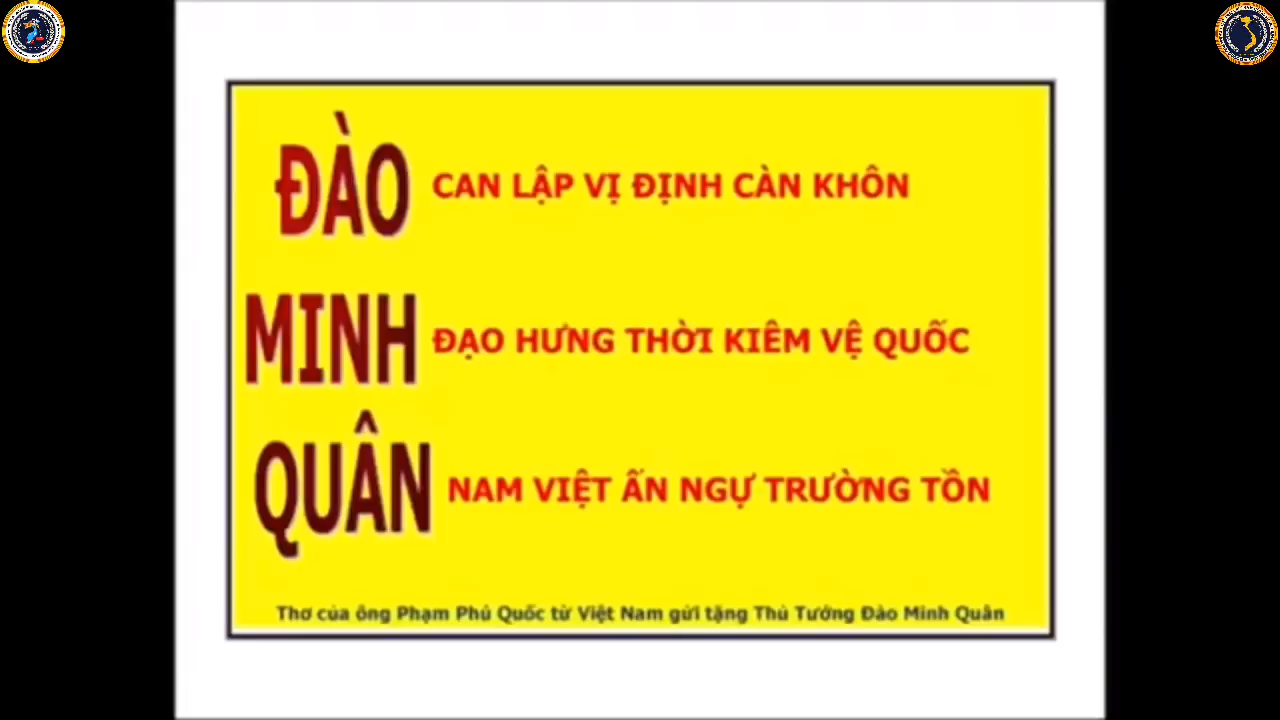 ĐÀO CAN LẬP VỊ ĐỊNH CÀN KHÔN
MINH ĐẠO HƯNG THỜI KIÊM VỆ QUỐC
QUÂN NAM VIỆT ẤN NGỰ TRƯỜNG TỒN
Thơ của ông Phạm Phú Quốc từ Việt Nam gửi tặng Thủ Tướng Đào Minh Quân